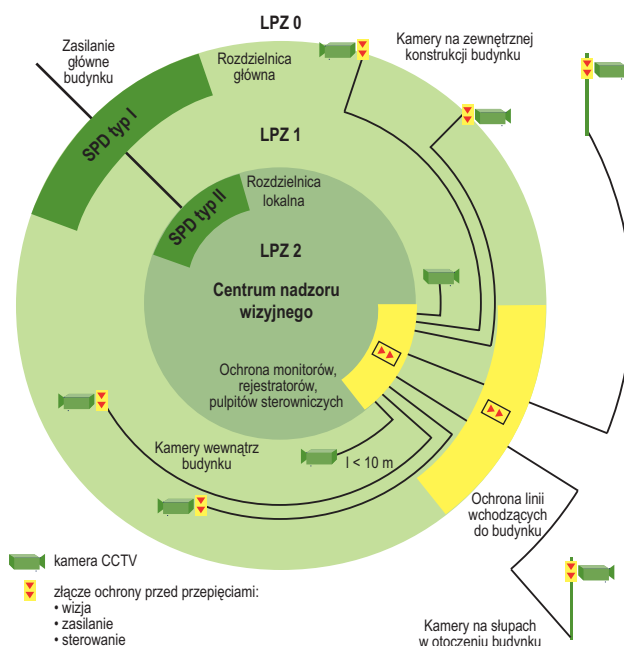 LPZ 0
Zasilanie
główne
budynku
Rozdzielnica
główna
Kamery na zewnętrznej
konstrukcji budynku
SPD typ I
LPZ 1
Rozdzielnica
lokalna
SPD typ II
LPZ 2
Centrum nadzoru
wizyjnego
Ochrona monitorów,
rejestratorów,
pulpitów sterowniczych
Kamery wewnątrz
budynku
l < 10 m
Ochrona linii
wchodzących
do budynku
kamera CCTV
złącze ochrony przed przepięciami:
• wizja
• zasilanie
• sterowanie
Kamery na słupach
w otoczeniu budynku